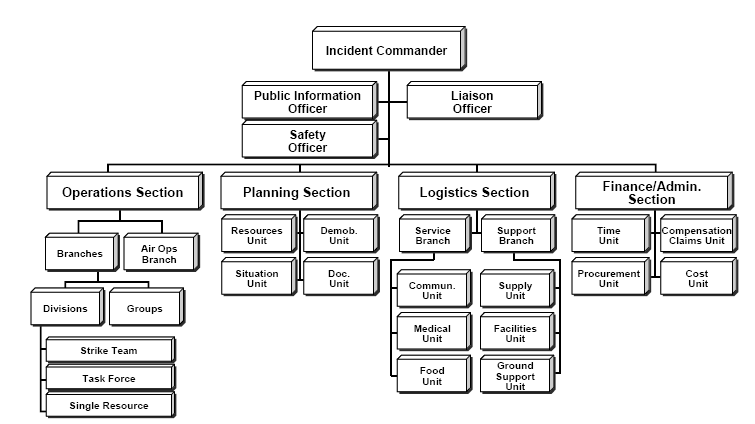 Incident Commander
Public Information
Officer
Liaison
Officer
Safety
Officer
Operations Section
Planning Section
Logistics Section
Finance/Admin.
Section
Branches
Air Ops
Branch
Resources
Unit
Demob.
Unit
Service
Branch
Support
Branch
Time
Unit
Compensation
Claims Unit
Situation
Unit
Doc.
Unit
Procurement
Unit
Cost
Unit
Divisions
Groups
Commun.
Unit
Supply
Unit
Strike Team
Medical
Unit
Facilities
Unit
Task Force
Food
Unit
Ground
Support
Unit
Single Resource